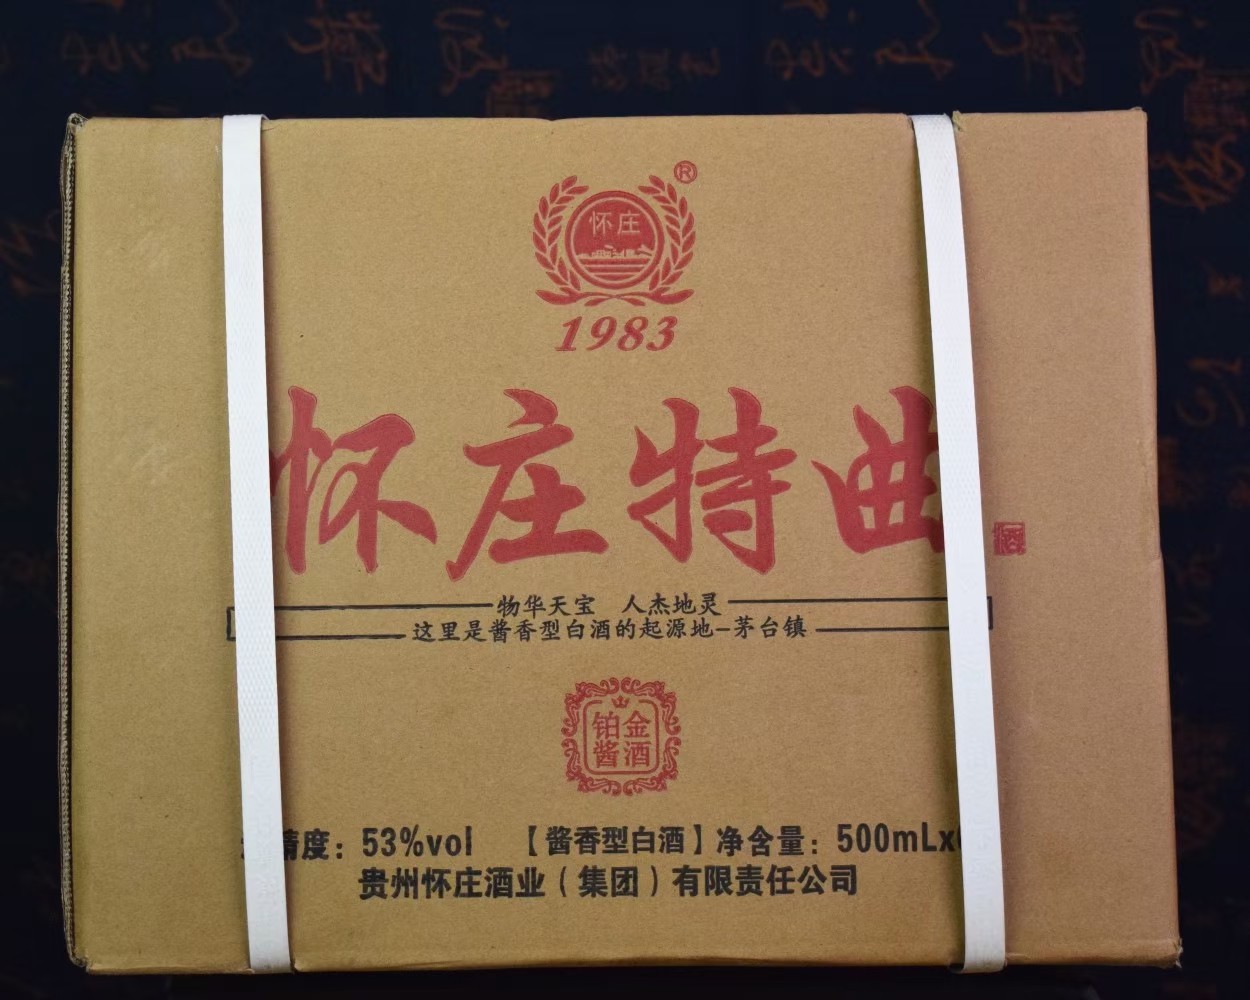 怀庄
®
1983
怀庄特曲
酒
物华天宝 人杰地灵
这里是酱香型白酒的起源地-茅台镇
铂金
酱酒
精度：53%vol 【酱香型白酒】净含量：500mLx
贵州怀庄酒业（集团）有限责任公司